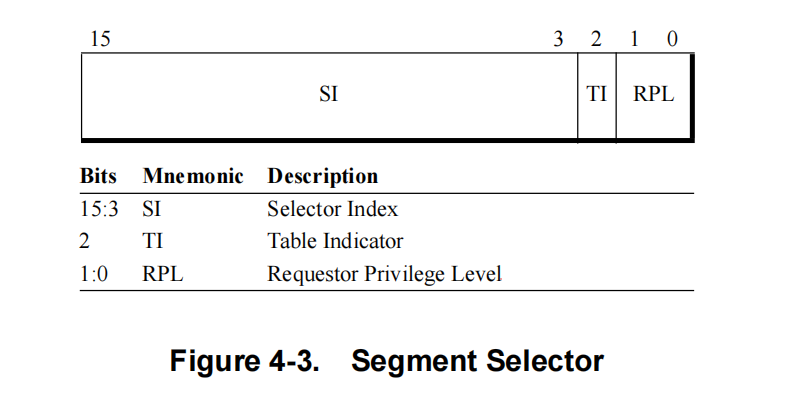 15 3 2 1 0
SI TI RPL
Bits Mnemonic Description
15:3 SI Selector Index
2 TI Table Indicator
1:0 RPL Requestor Privilege Level
Figure 4-3. Segment Selector